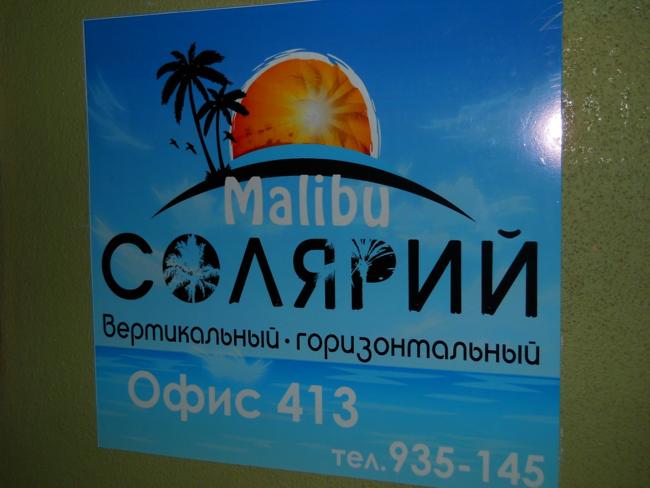 Malibu
СОЛЯРИЙ
Вертикальный · горизонтальный
Офис 413
тел.935-145